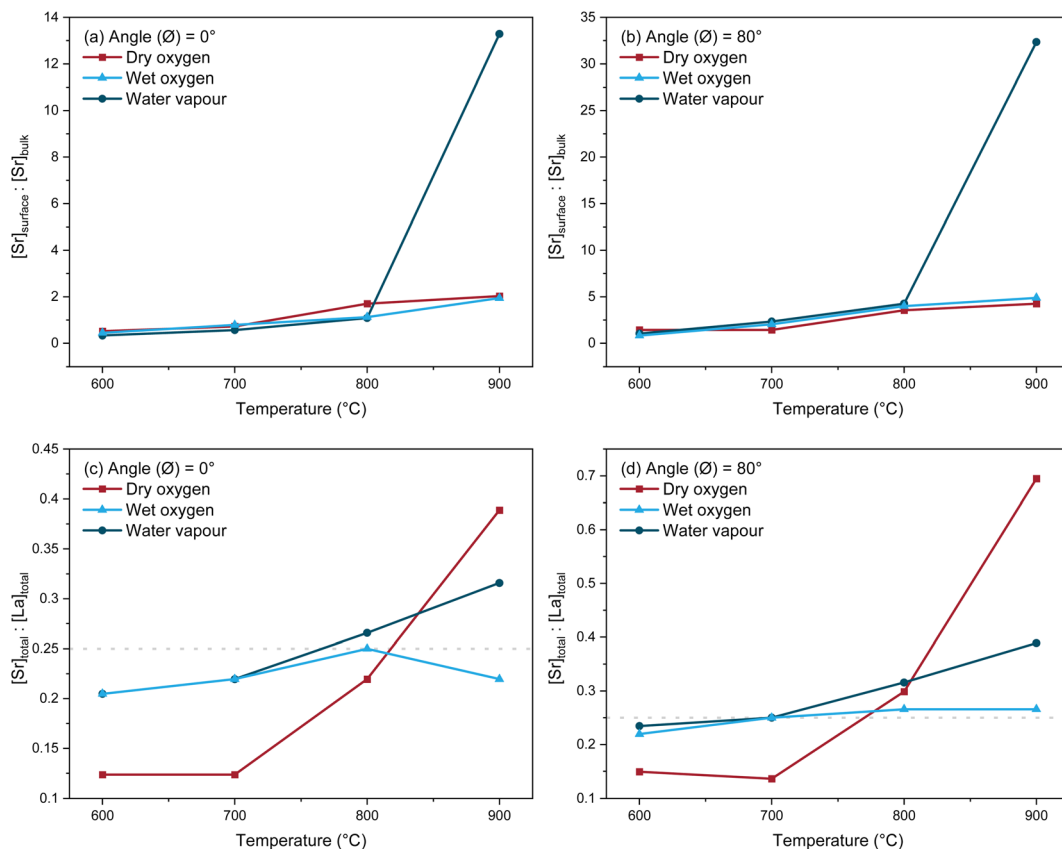 (a) Angle (Ø) = 0°
Dry oxygen
Wet oxygen
Water vapour
[Sr]surface : [Sr]bulk
14
12
10
8
6
4
2
0
600
700
800
900
Temperature (°C)
(b) Angle (Ø) = 80°
Dry oxygen
Wet oxygen
Water vapour
[Sr]surface : [Sr]bulk
35
30
25
20
15
10
5
0
600
700
800
900
Temperature (°C)
(c) Angle (Ø) = 0°
Dry oxygen
Wet oxygen
Water vapour
[Sr]total : [La]total
0.45
0.4
0.35
0.3
0.25
0.2
0.15
0.1
600
700
800
900
Temperature (°C)
(d) Angle (Ø) = 80°
Dry oxygen
Wet oxygen
Water vapour
[Sr]total : [La]total
0.7
0.6
0.5
0.4
0.3
0.2
0.1
600
700
800
900
Temperature (°C)